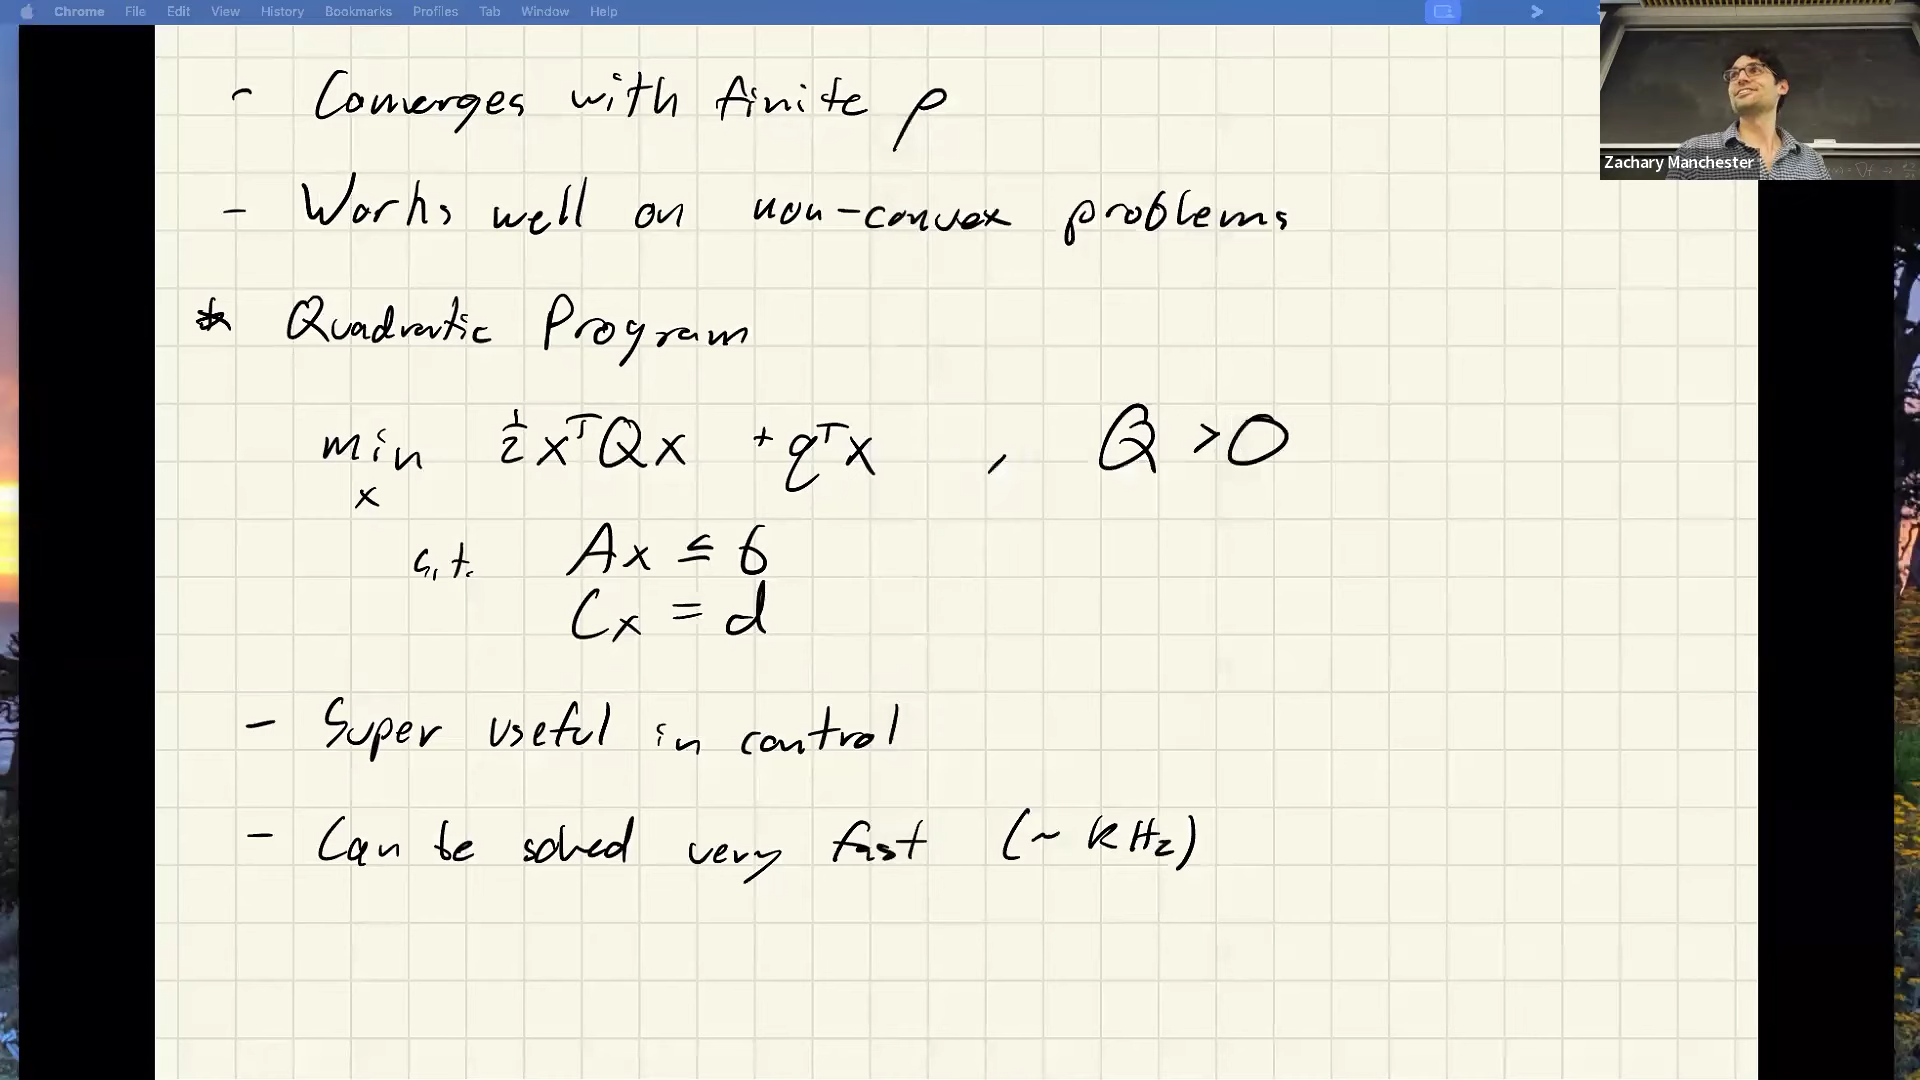 Chrome File Edit View History Bookmarks Profiles Tab Window Help
Zachary Manchester
- Converges with finite ρ
- Works well on non-convex problems
* Quadratic Program
min ½ xᵀQx + qᵀx , Q > 0
x
s.t. Ax ≤ b
Cx = d
- Super useful in control
- Can be solved very fast (~ kHz)